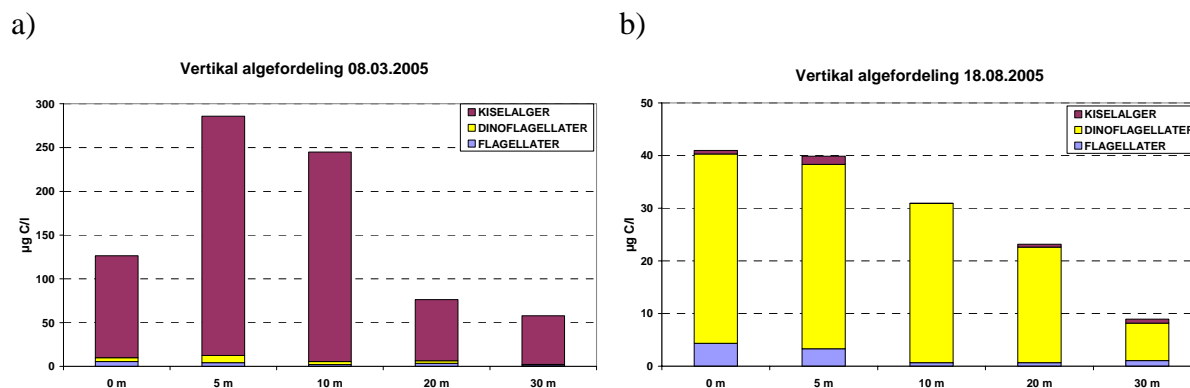 a)
Vertikal algefordeling 08.03.2005
300
250
200
150
100
50
0
µg C/l
KISELALGER
DINOFLAGELLATER
FLAGELLATER
0 m 5 m 10 m 20 m 30 m
b)
Vertikal algefordeling 18.08.2005
50
40
30
20
10
0
µg C/l
KISELALGER
DINOFLAGELLATER
FLAGELLATER
0 m 5 m 10 m 20 m 30 m